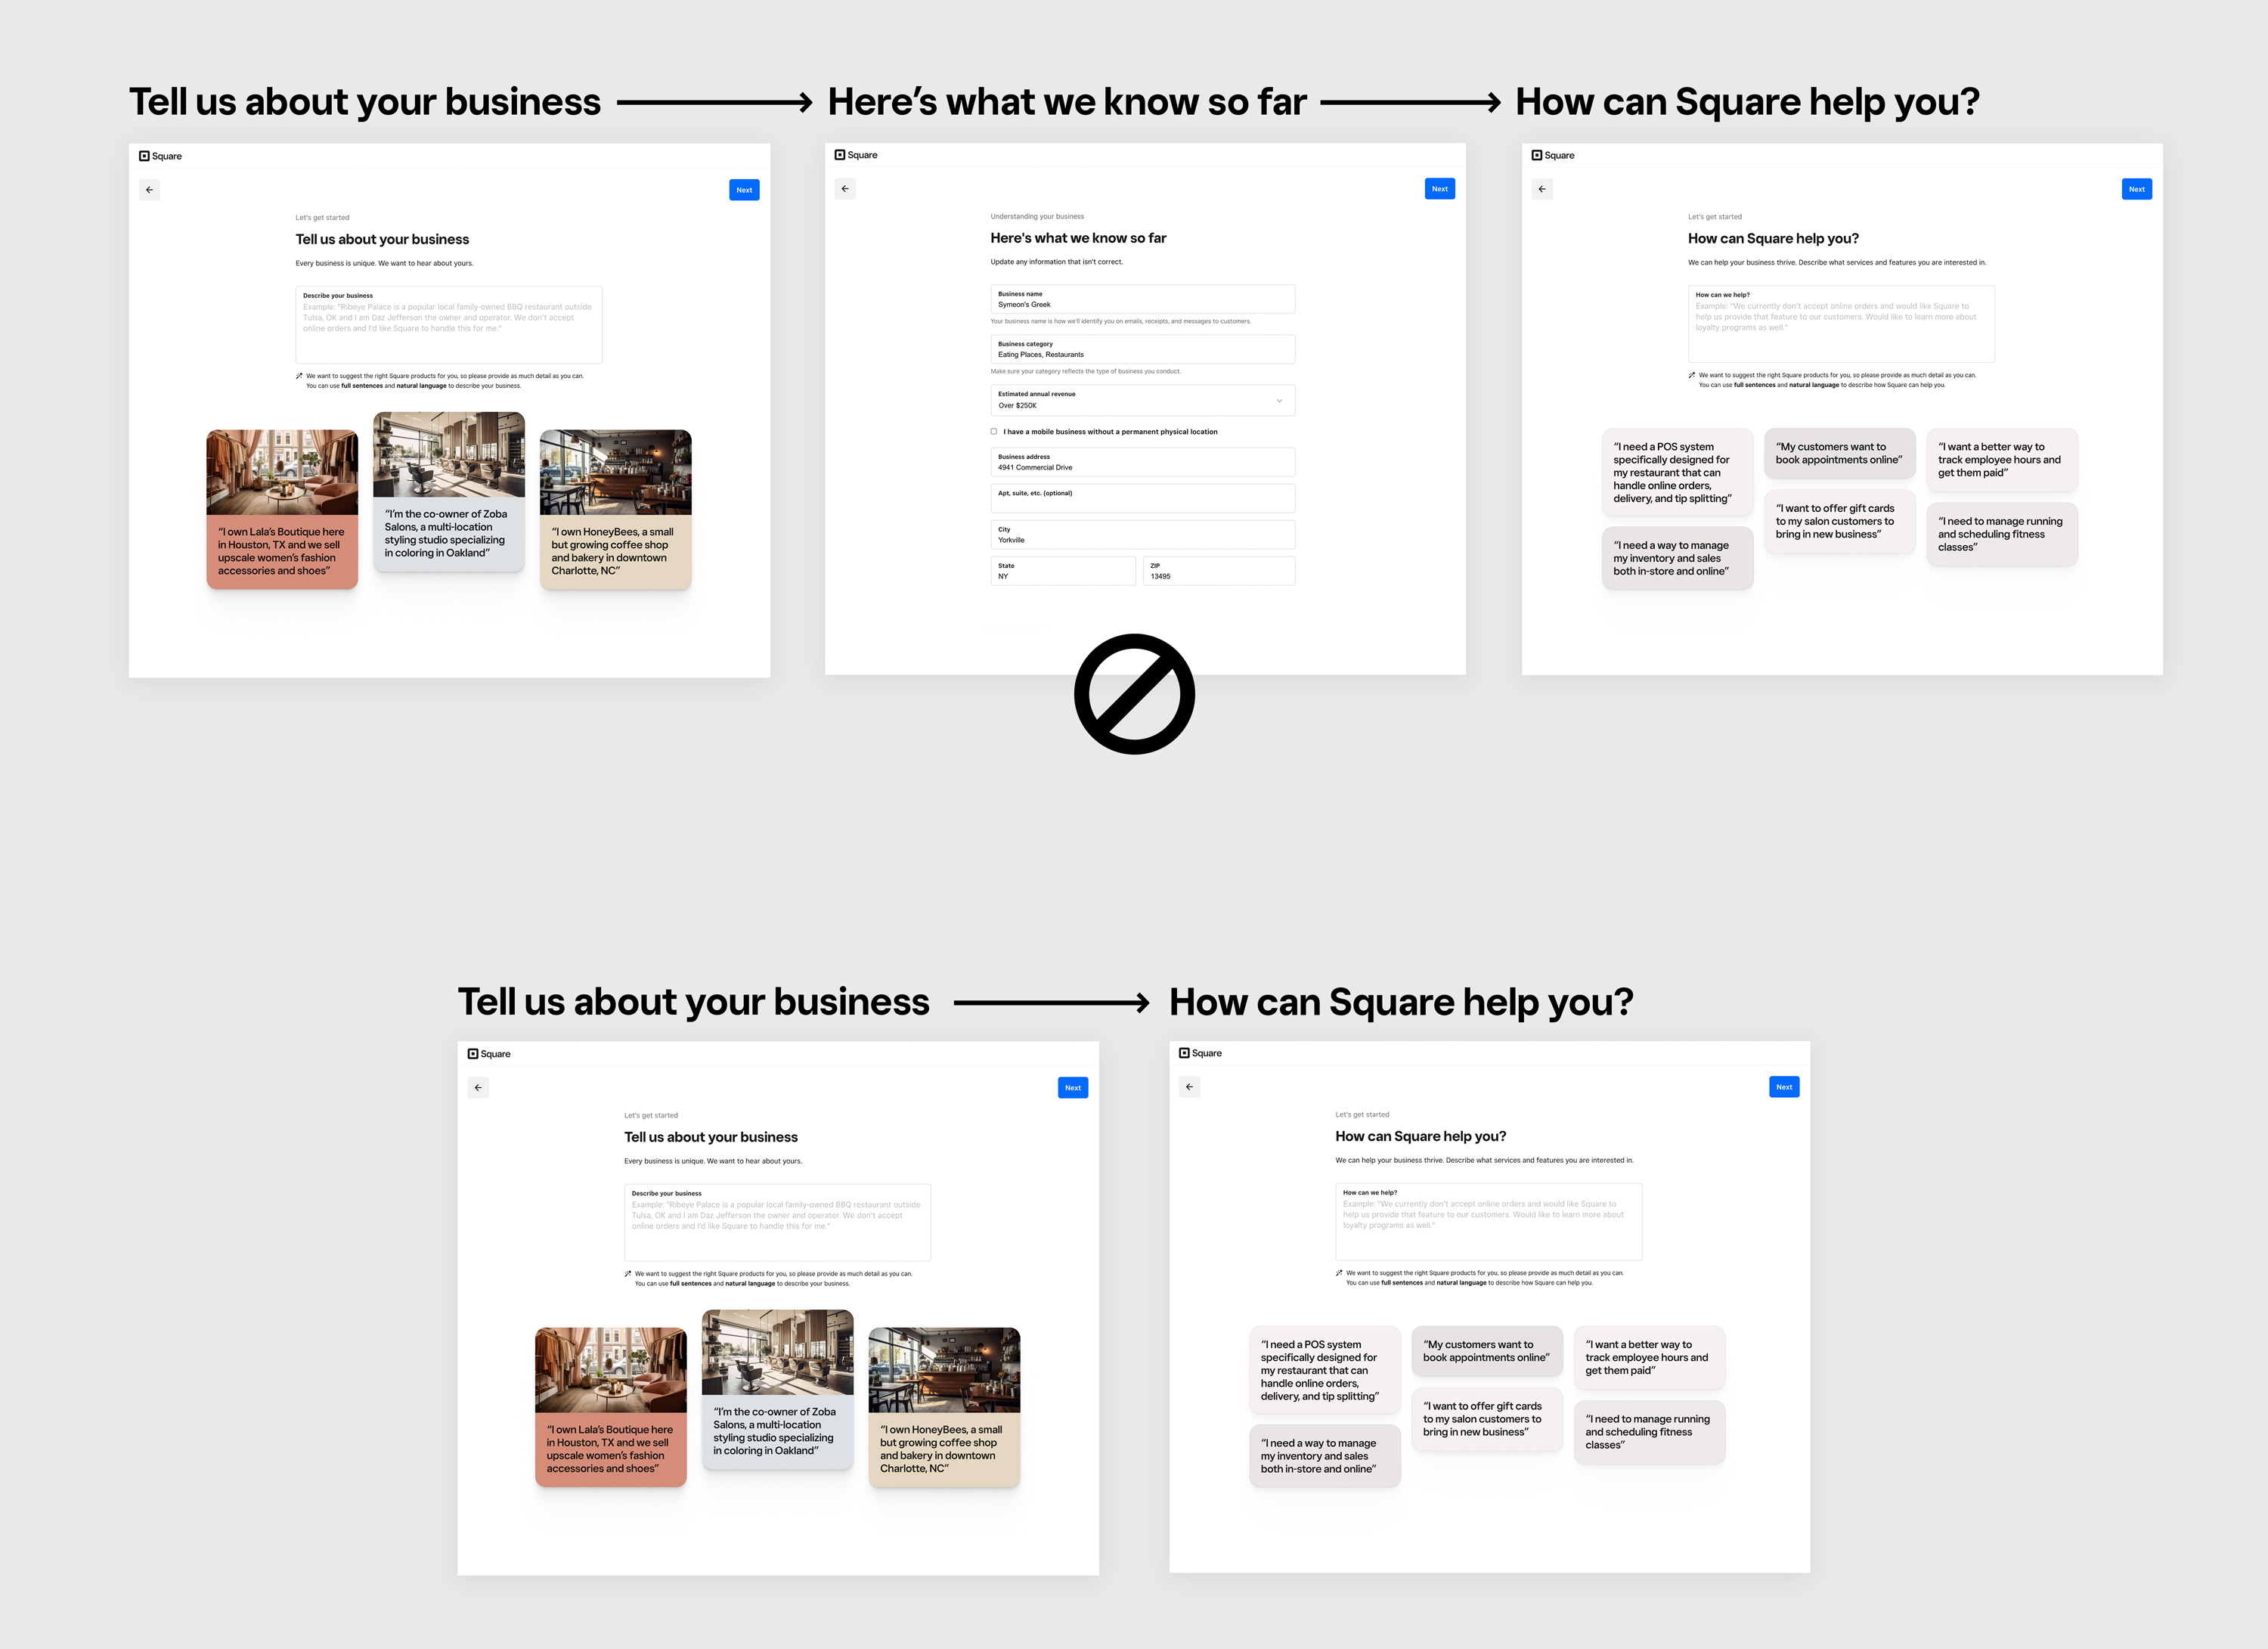 Tell us about your business
Here’s what we know so far
How can Square help you?
Square
Next
Let's get started
Tell us about your business
Every business is unique. We want to hear about yours.
Describe your business
Example: “Ribeye Palace is a popular local family-owned BBQ restaurant outside
Tulsa, OK and I am Daz Jefferson the owner and operator. We don’t accept
online orders and I’d like Square to handle this for me.”
We want to suggest the right Square products for you, so please provide as much detail as you can.
You can use full sentences and natural language to describe your business.
“I own Lala’s Boutique here
in Houston, TX and we sell
upscale women’s fashion
accessories and shoes”
“I’m the co-owner of Zoba
Salons, a multi-location
styling studio specializing
in coloring in Oakland”
“I own HoneyBees, a small
but growing coffee shop
and bakery in downtown
Charlotte, NC”
Square
Next
Understanding your business
Here's what we know so far
Update any information that isn't correct.
Business name
Symeon's Greek
Your business name is how we'll identify you on emails, receipts, and messages to customers.
Business category
Eating Places, Restaurants
Make sure your category reflects the type of business you conduct.
Estimated annual revenue
Over $250K
I have a mobile business without a permanent physical location
Business address
4941 Commercial Drive
Apt, suite, etc. (optional)
City
Yorkville
State
NY
ZIP
13495
Square
Next
Let's get started
How can Square help you?
We can help your business thrive. Describe what services and features you are interested in.
How can we help?
Example: “We currently don’t accept online orders and would like Square to
help us provide that feature to our customers. Would like to learn more about
loyalty programs as well.”
We want to suggest the right Square products for you, so please provide as much detail as you can.
You can use full sentences and natural language to describe how Square can help you.
“I need a POS system
specifically designed for
my restaurant that can
handle online orders,
delivery, and tip splitting”
“I need a way to manage
my inventory and sales
both in-store and online”
“My customers want to
book appointments online”
“I want to offer gift cards
to my salon customers to
bring in new business”
“I want a better way to
track employee hours and
get them paid”
“I need to manage running
and scheduling fitness
classes”
Tell us about your business
How can Square help you?
Square
Next
Let's get started
Tell us about your business
Every business is unique. We want to hear about yours.
Describe your business
Example: “Ribeye Palace is a popular local family-owned BBQ restaurant outside
Tulsa, OK and I am Daz Jefferson the owner and operator. We don’t accept
online orders and I’d like Square to handle this for me.”
We want to suggest the right Square products for you, so please provide as much detail as you can.
You can use full sentences and natural language to describe your business.
“I own Lala’s Boutique here
in Houston, TX and we sell
upscale women’s fashion
accessories and shoes”
“I’m the co-owner of Zoba
Salons, a multi-location
styling studio specializing
in coloring in Oakland”
“I own HoneyBees, a small
but growing coffee shop
and bakery in downtown
Charlotte, NC”
Square
Next
Let's get started
How can Square help you?
We can help your business thrive. Describe what services and features you are interested in.
How can we help?
Example: “We currently don’t accept online orders and would like Square to
help us provide that feature to our customers. Would like to learn more about
loyalty programs as well.”
We want to suggest the right Square products for you, so please provide as much detail as you can.
You can use full sentences and natural language to describe how Square can help you.
“I need a POS system
specifically designed for
my restaurant that can
handle online orders,
delivery, and tip splitting”
“I need a way to manage
my inventory and sales
both in-store and online”
“My customers want to
book appointments online”
“I want to offer gift cards
to my salon customers to
bring in new business”
“I want a better way to
track employee hours and
get them paid”
“I need to manage running
and scheduling fitness
classes”